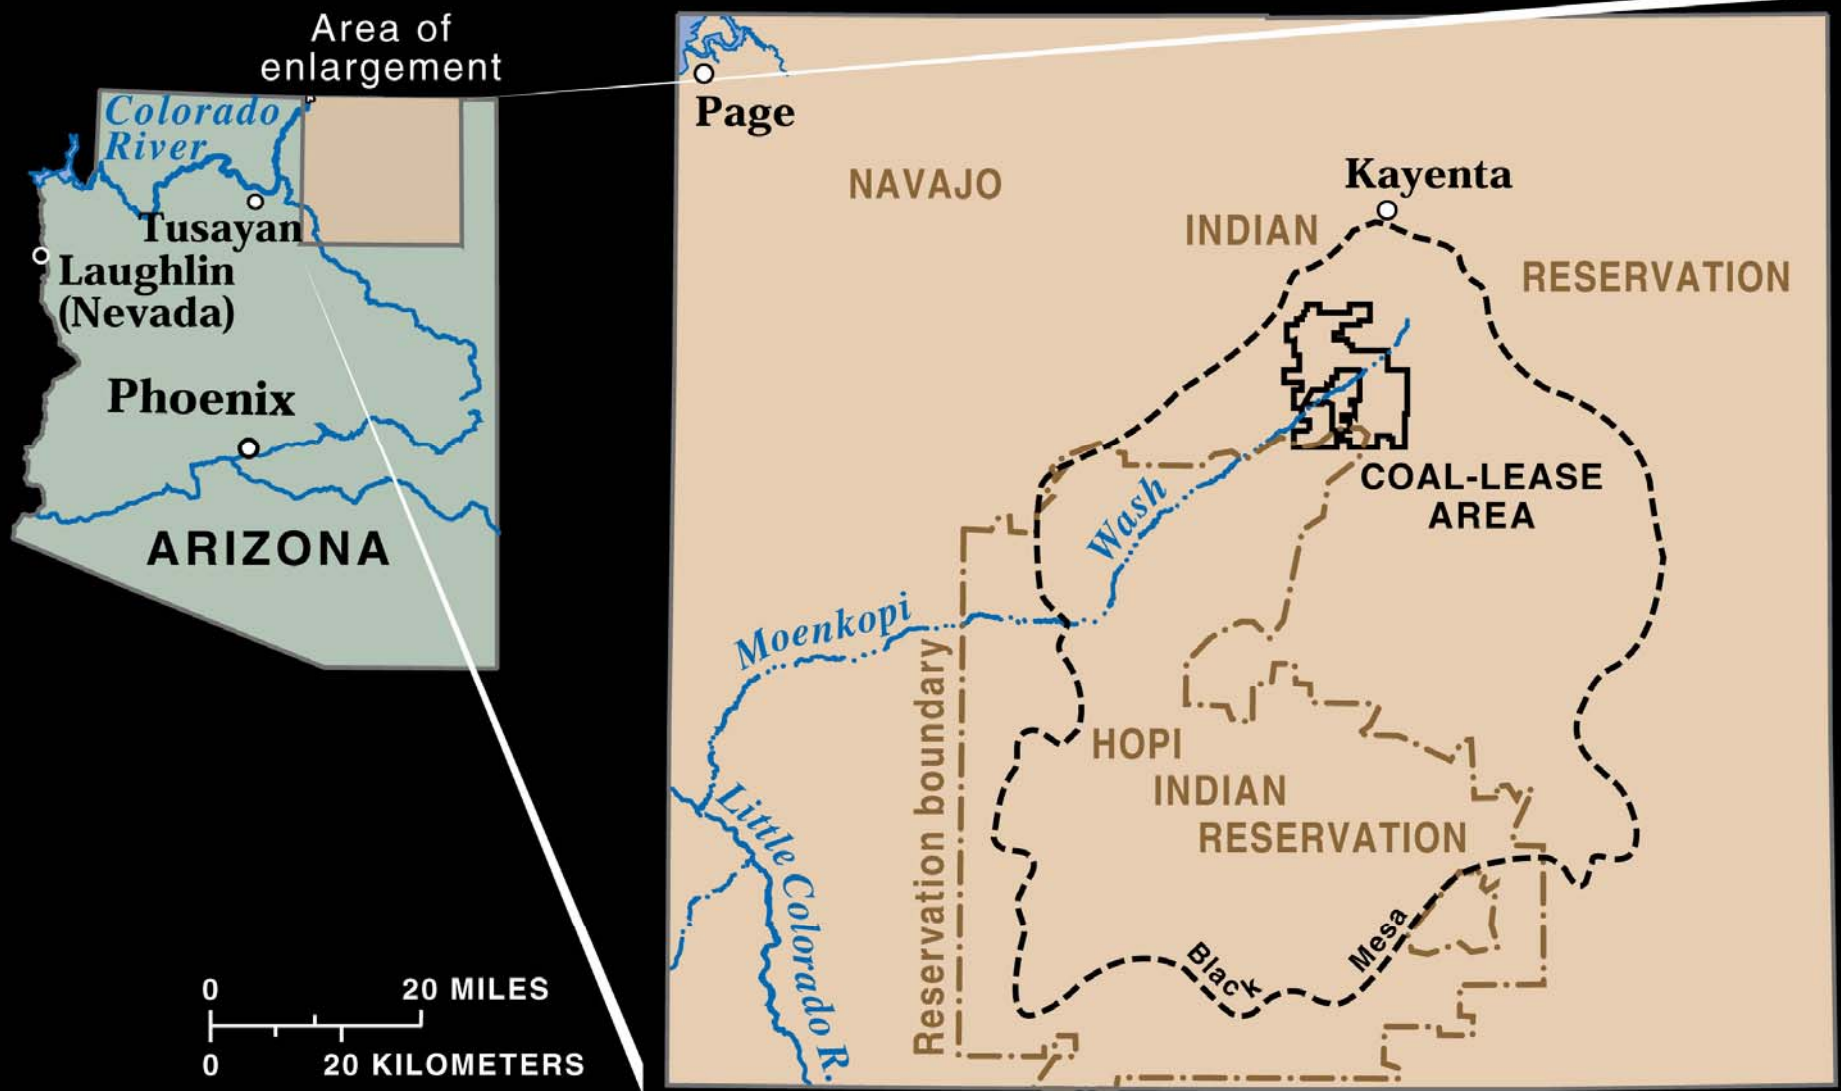 Area of
enlargement
Colorado
River
Tusayan
Laughlin
(Nevada)
Phoenix
ARIZONA
0 20 MILES
0 20 KILOMETERS
Page
Kayenta
NAVAJO
INDIAN
RESERVATION
COAL-LEASE
AREA
Moenkopi
Wash
Reservation boundary
HOPI
INDIAN
RESERVATION
Little Colorado R.
Black
Mesa